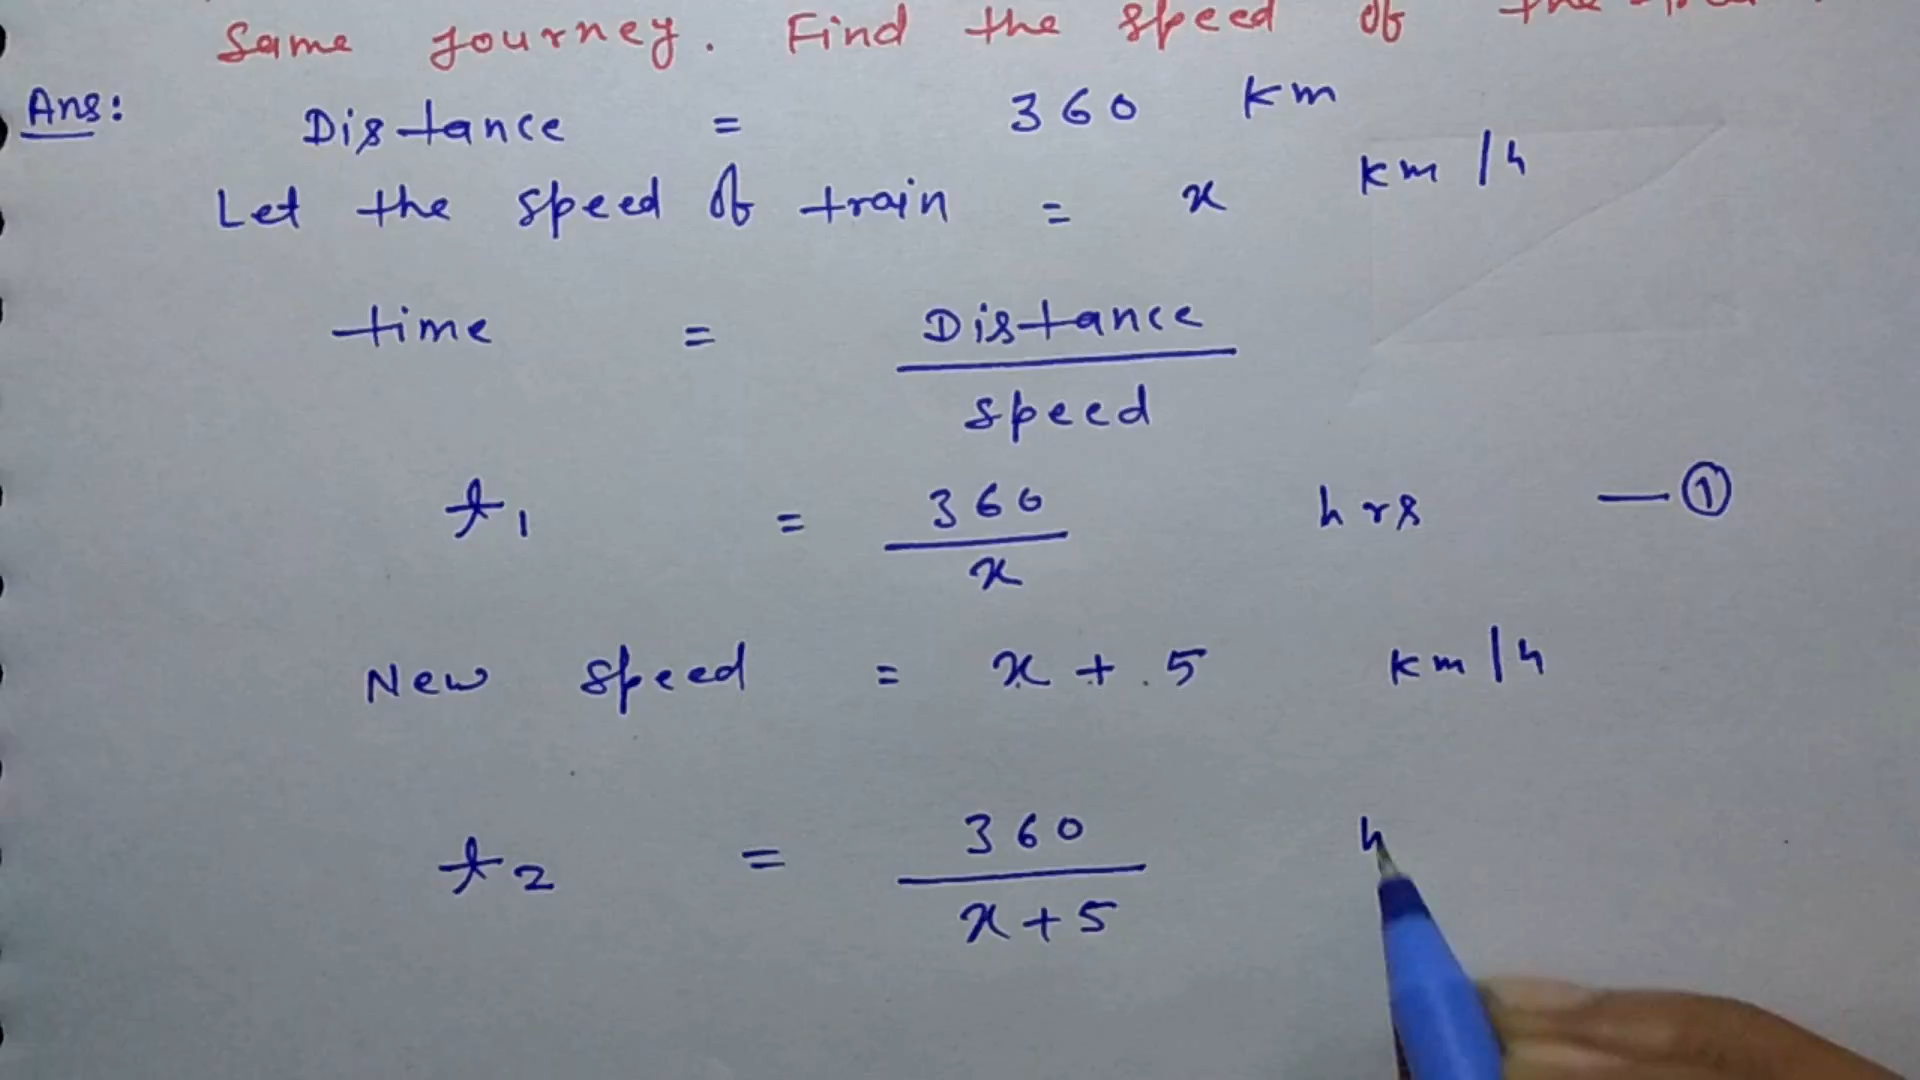 Same journey. Find the speed of the
Ans: Distance = 360 km
Let the speed of train = x km/h
time = Distance / speed
t₁ = 360 / x hrs — ①
New speed = x + 5 km/h
t₂ = 360 / x+5 h